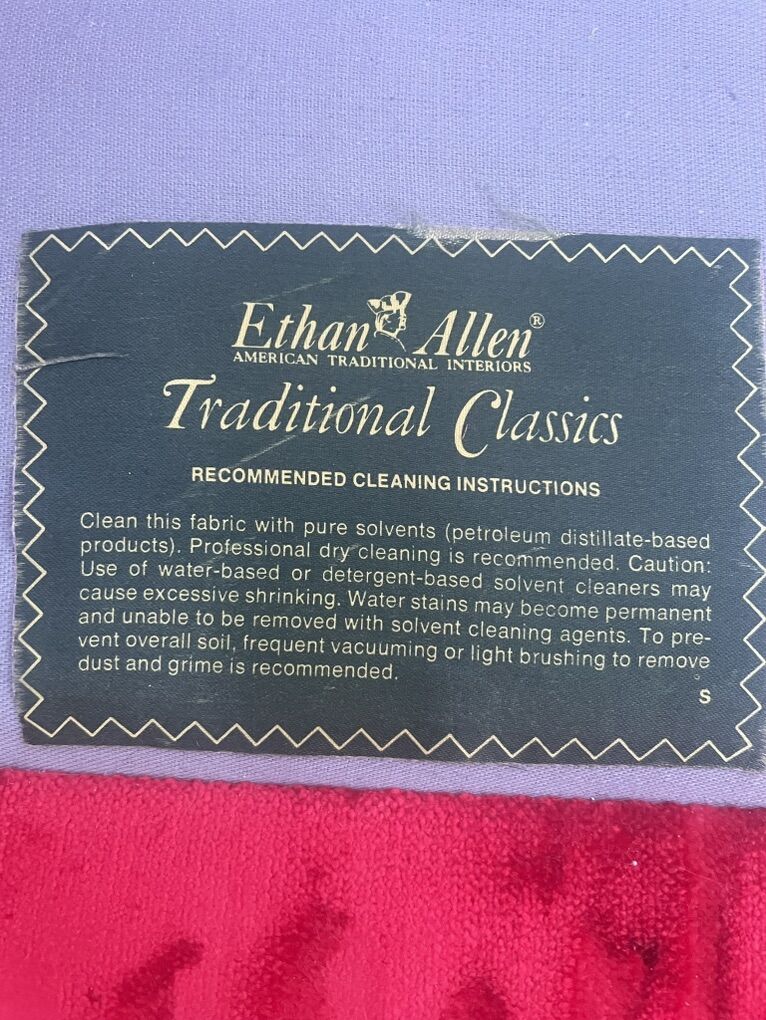 Ethan Allen®
AMERICAN TRADITIONAL INTERIORS
Traditional Classics
RECOMMENDED CLEANING INSTRUCTIONS
Clean this fabric with pure solvents (petroleum distillate-based
products). Professional dry cleaning is recommended. Caution:
Use of water-based or detergent-based solvent cleaners may
cause excessive shrinking. Water stains may become permanent
and unable to be removed with solvent cleaning agents. To pre-
vent overall soil, frequent vacuuming or light brushing to remove
dust and grime is recommended.
S